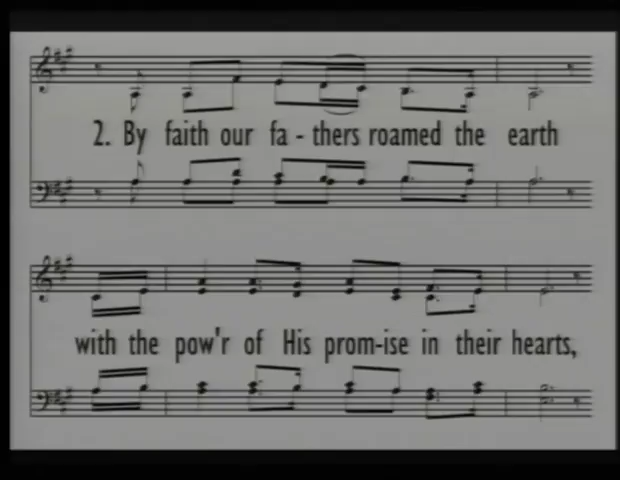 2. By faith our fa - thers roamed the earth
with the pow'r of His prom-ise in their hearts,